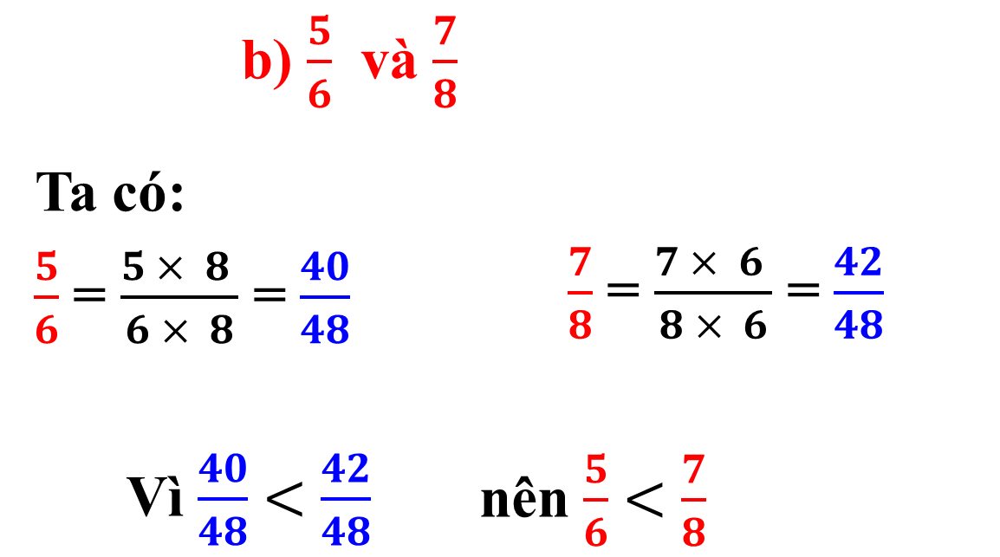 b) 5/6 và 7/8
Ta có:
5/6 = (5 × 8)/(6 × 8) = 40/48
7/8 = (7 × 6)/(8 × 6) = 42/48
Vì 40/48 < 42/48 nên 5/6 < 7/8